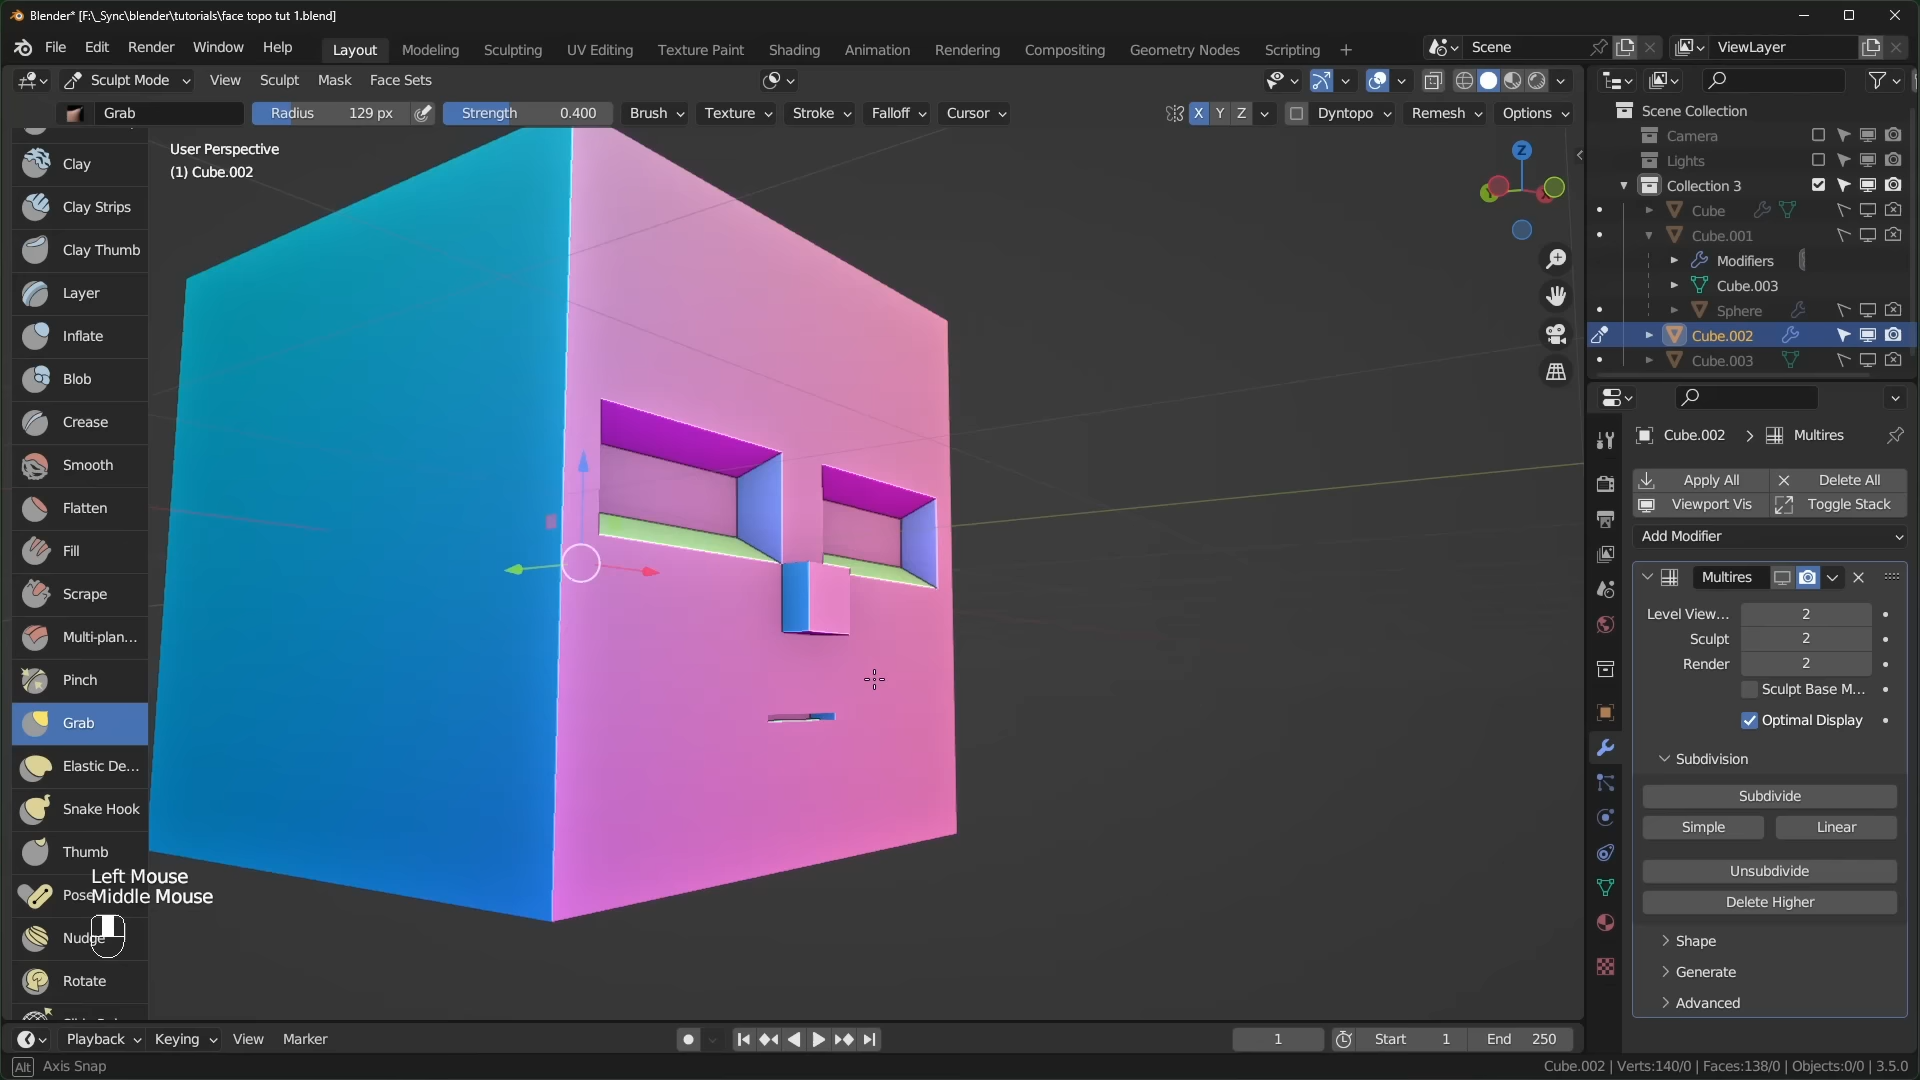 Blender* [F:\_Sync\blender\tutorials\face topo tut 1.blend]
File Edit Render Window Help Layout Modeling Sculpting UV Editing Texture Paint Shading Animation Rendering Compositing Geometry Nodes Scripting + Scene ViewLayer
Sculpt Mode View Sculpt Mask Face Sets
Grab Radius 129 px Strength 0.400 Brush Texture Stroke Falloff Cursor X Y Z Dyntopo Remesh Options
User Perspective
(1) Cube.002
Z
Clay
Clay Strips
Clay Thumb
Layer
Inflate
Blob
Crease
Smooth
Flatten
Fill
Scrape
Multi-plan...
Pinch
Grab
Elastic De...
Snake Hook
Thumb
Pose
Nudge
Rotate
Left Mouse
Middle Mouse
Scene Collection
Camera
Lights
Collection 3
Cube
Cube.001
Modifiers
Cube.003
Sphere
Cube.002
Cube.003
Cube.002 > Multires
Apply All Delete All
Viewport Vis Toggle Stack
Add Modifier
Multires
Level View... 2
Sculpt 2
Render 2
Sculpt Base M...
Optimal Display
Subdivision
Subdivide
Simple Linear
Unsubdivide
Delete Higher
Shape
Generate
Advanced
Playback Keying View Marker 1 Start 1 End 250
Alt Axis Snap Cube.002 | Verts:140/0 | Faces:138/0 | Objects:0/0 | 3.5.0